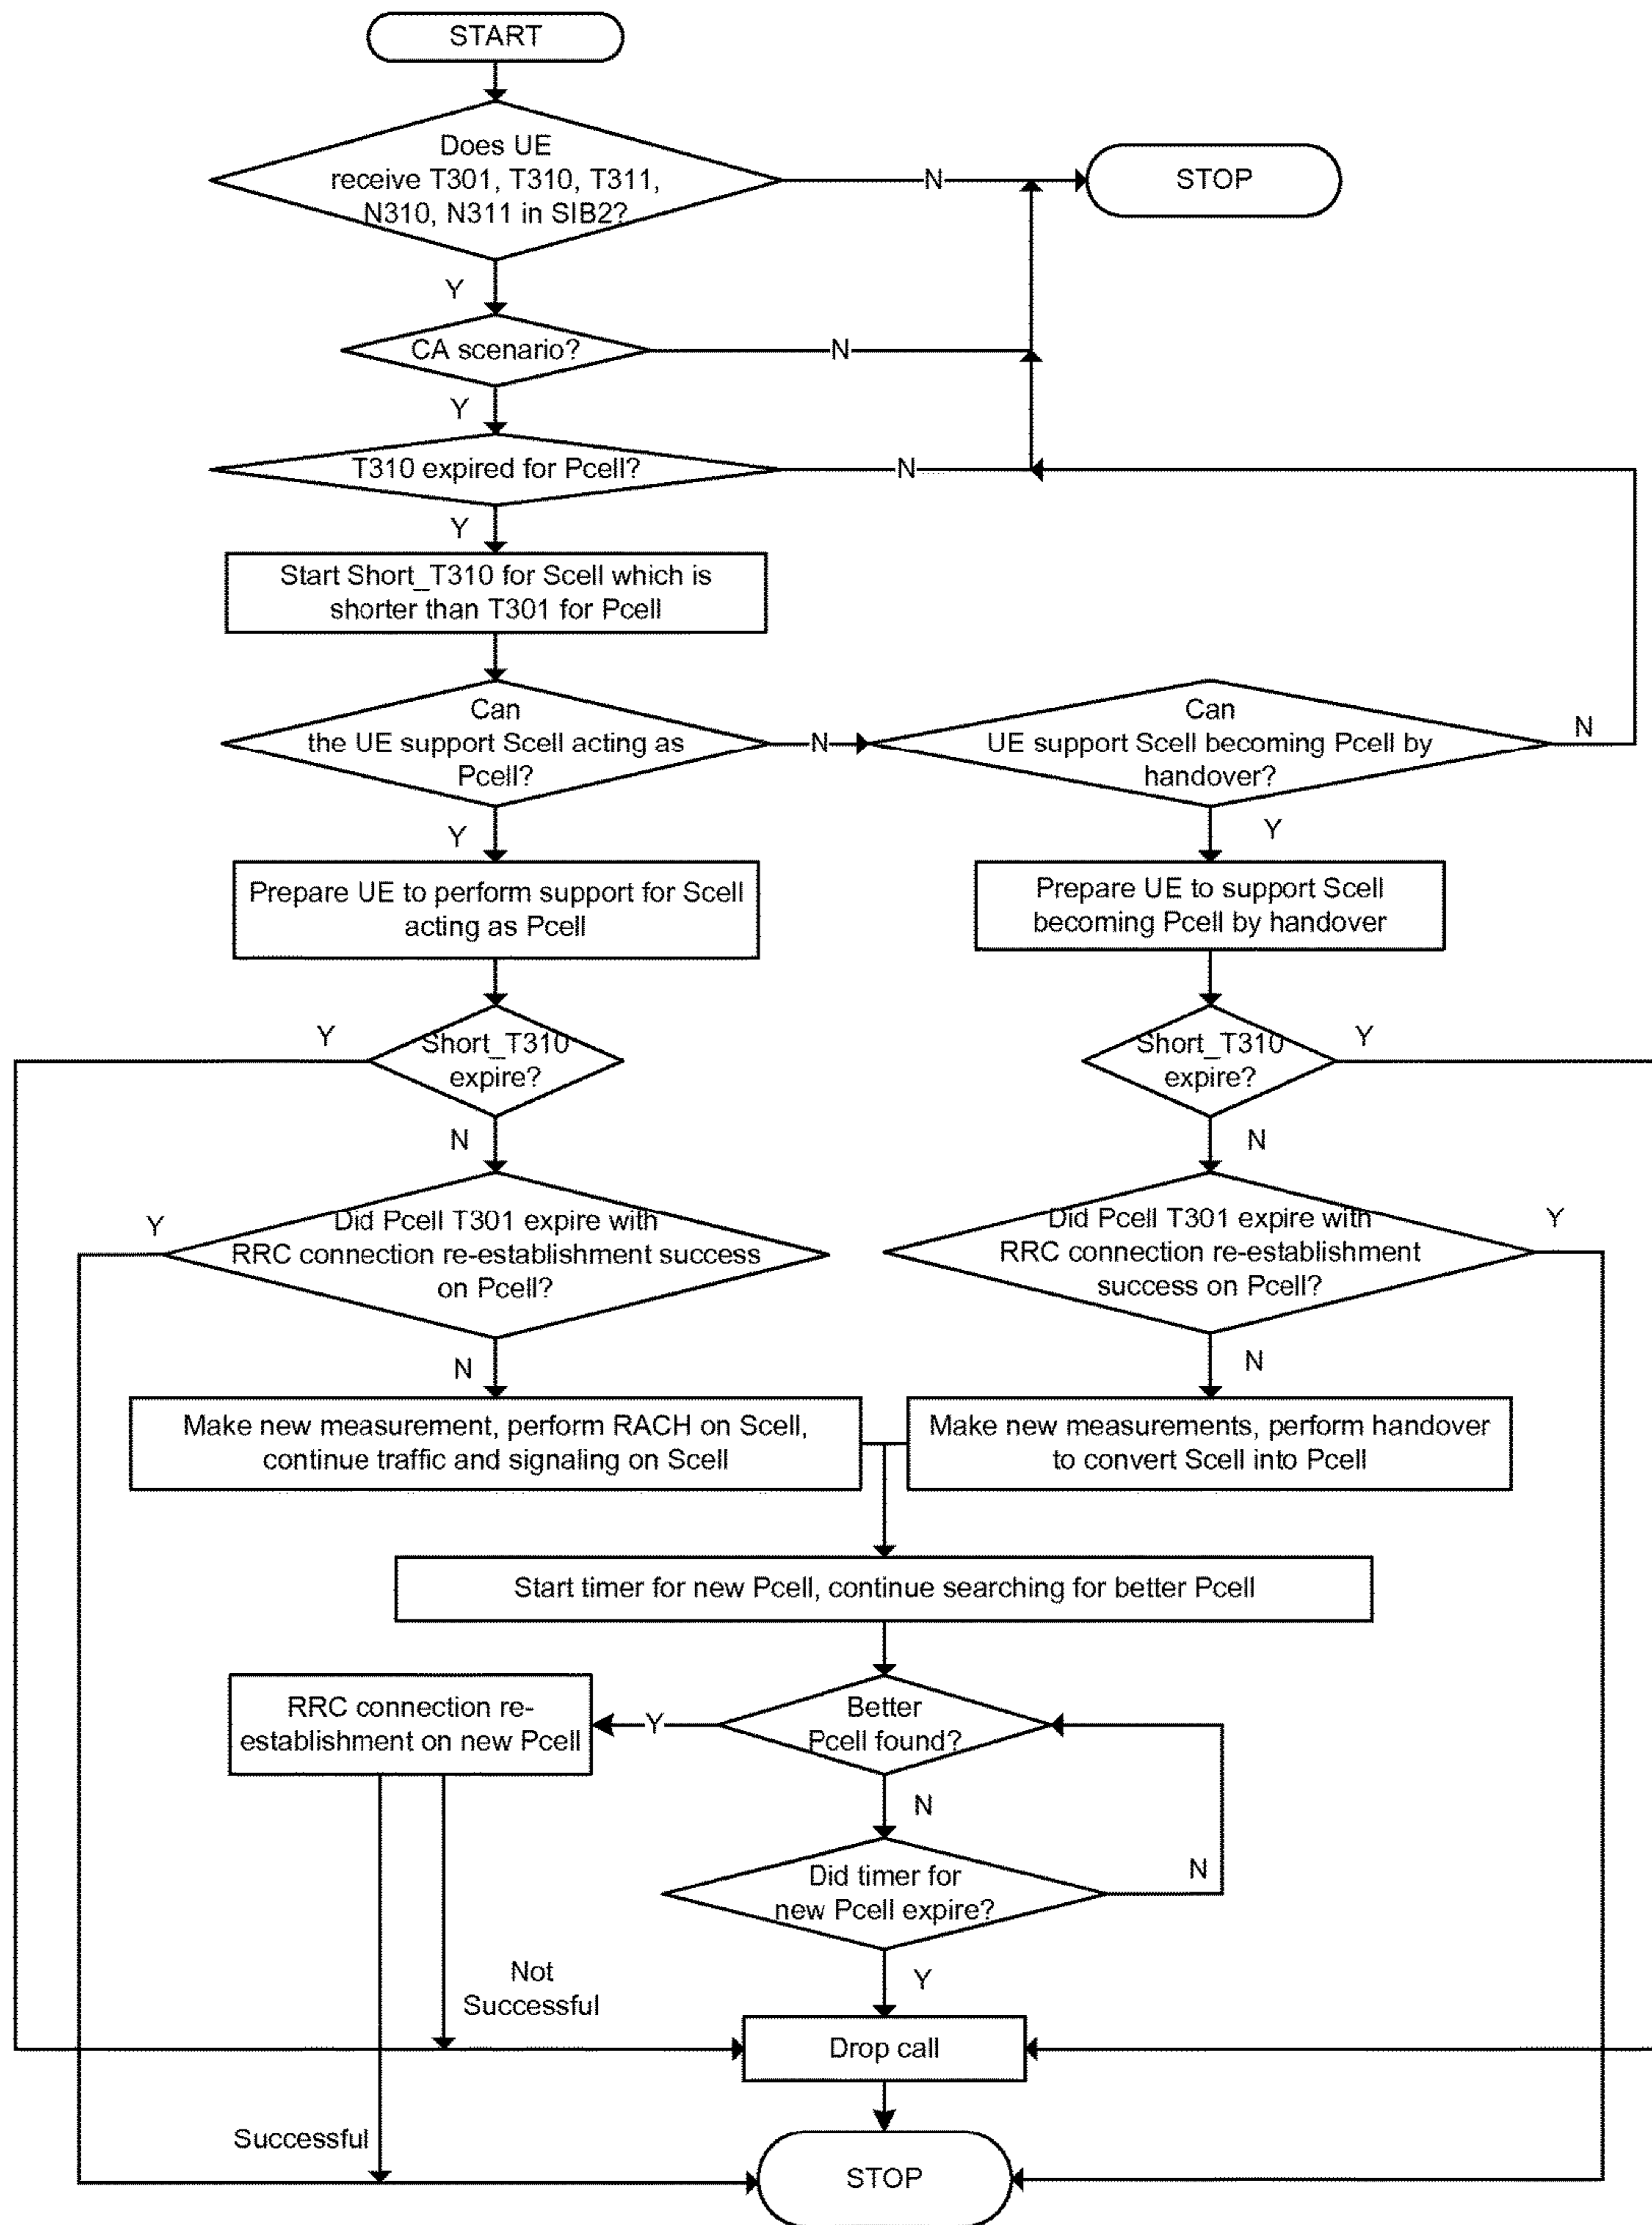 START
Does UE
receive T301, T310, T311,
N310, N311 in SIB2?
N
STOP
Y
CA scenario?
N
Y
T310 expired for Pcell?
N
Y
Start Short_T310 for Scell which is
shorter than T301 for Pcell
Can
the UE support Scell acting as
Pcell?
N
Can
UE support Scell becoming Pcell by
handover?
N
Y
Y
Prepare UE to perform support for Scell
acting as Pcell
Prepare UE to support Scell
becoming Pcell by handover
Y
Short_T310
expire?
Short_T310
expire?
Y
N
N
Y
Did Pcell T301 expire with
RRC connection re-establishment success
on Pcell?
Did Pcell T301 expire with
RRC connection re-establishment
success on Pcell?
Y
N
N
Make new measurement, perform RACH on Scell,
continue traffic and signaling on Scell
Make new measurements, perform handover
to convert Scell into Pcell
Start timer for new Pcell, continue searching for better Pcell
RRC connection re-
establishment on new Pcell
Y
Better
Pcell found?
N
Did timer for
new Pcell expire?
N
Y
Not
Successful
Drop call
Successful
STOP